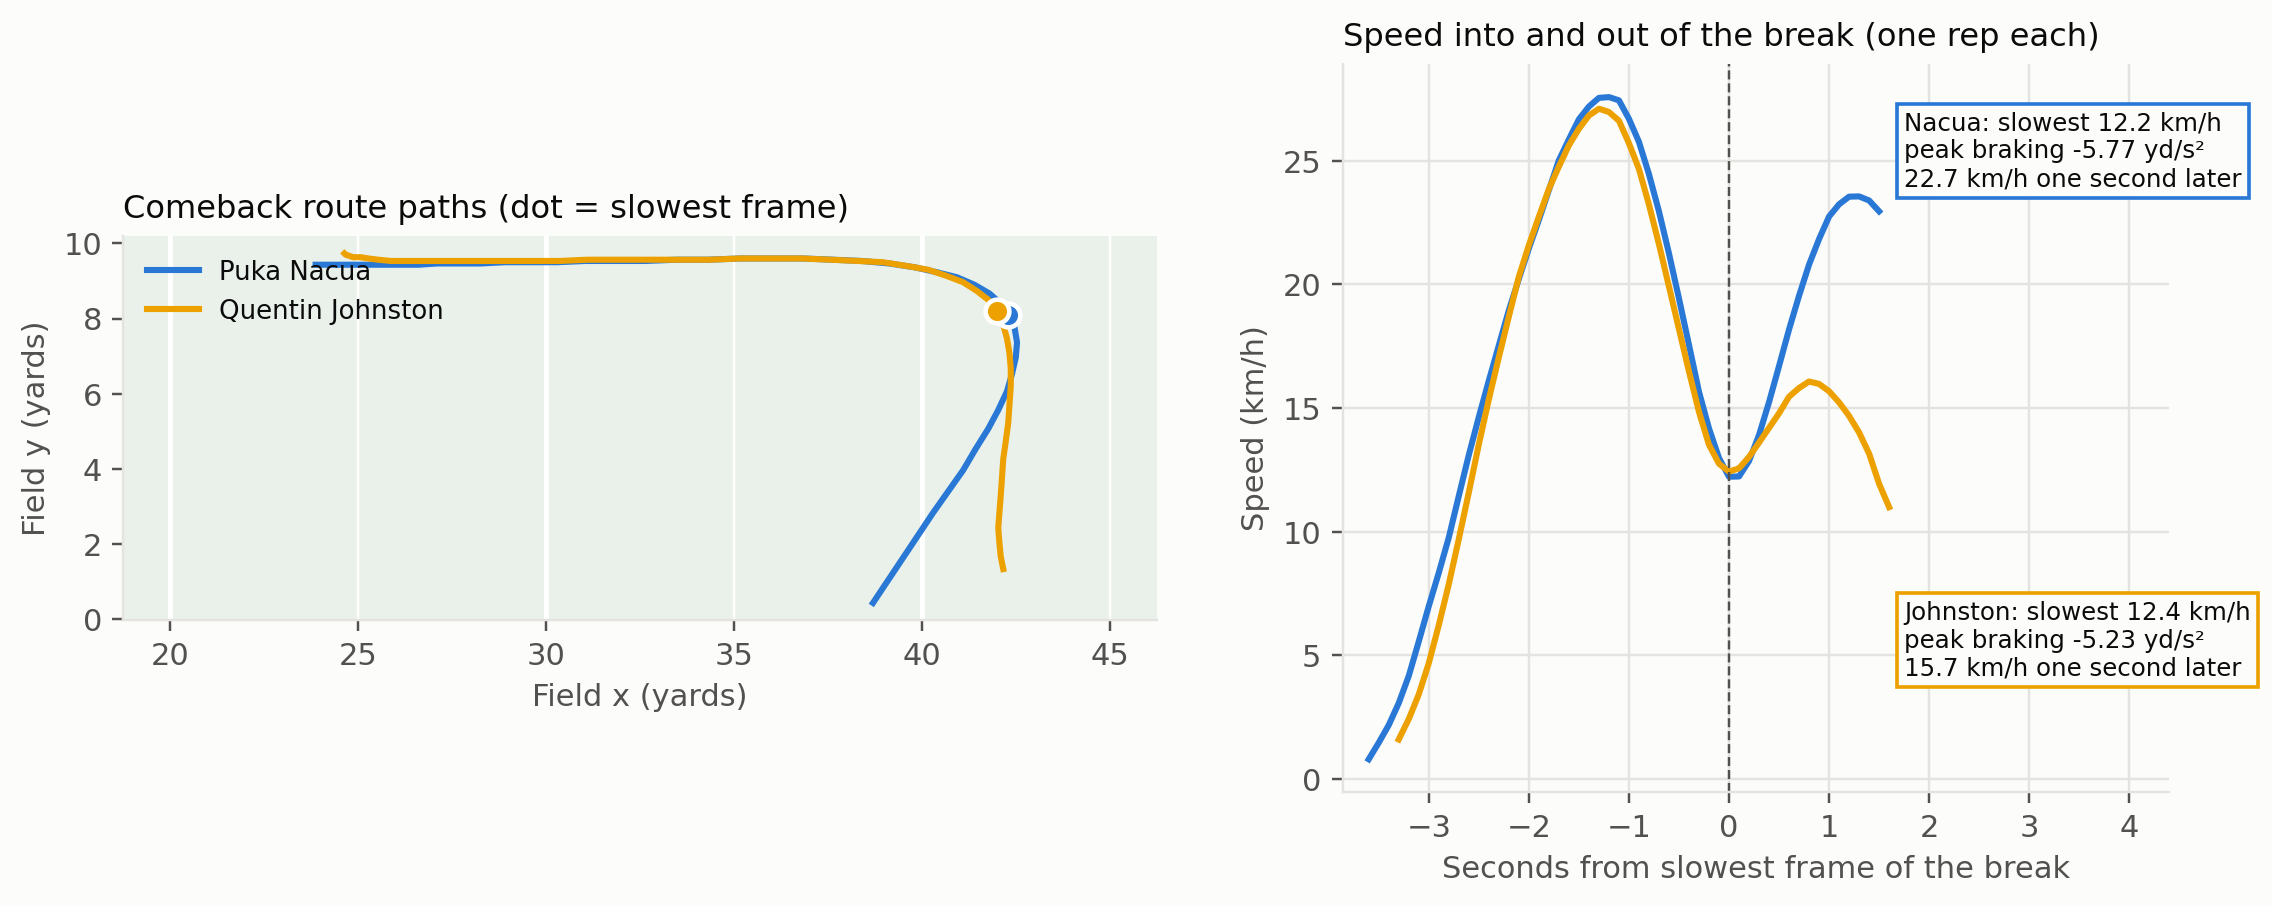 Comeback route paths (dot = slowest frame)
Puka Nacua
Quentin Johnston
10
8
6
4
2
0
Field y (yards)
20
25
30
35
40
45
Field x (yards)
Speed into and out of the break (one rep each)
Nacua: slowest 12.2 km/h
peak braking -5.77 yd/s²
22.7 km/h one second later
Johnston: slowest 12.4 km/h
peak braking -5.23 yd/s²
15.7 km/h one second later
25
20
15
10
5
0
Speed (km/h)
−3
−2
−1
0
1
2
3
4
Seconds from slowest frame of the break